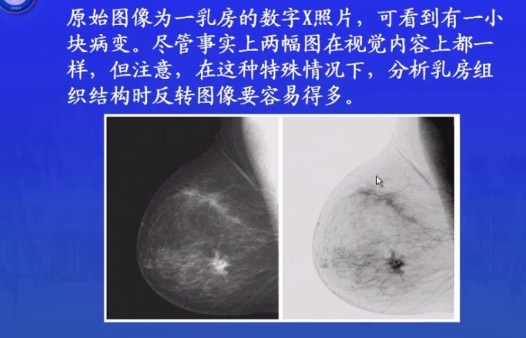 原始图像为一乳房的数字X照片，可看到有一小
块病变。尽管事实上两幅图在视觉内容上都一
样，但注意，在这种特殊情况下，分析乳房组
织结构时反转图像要容易得多。